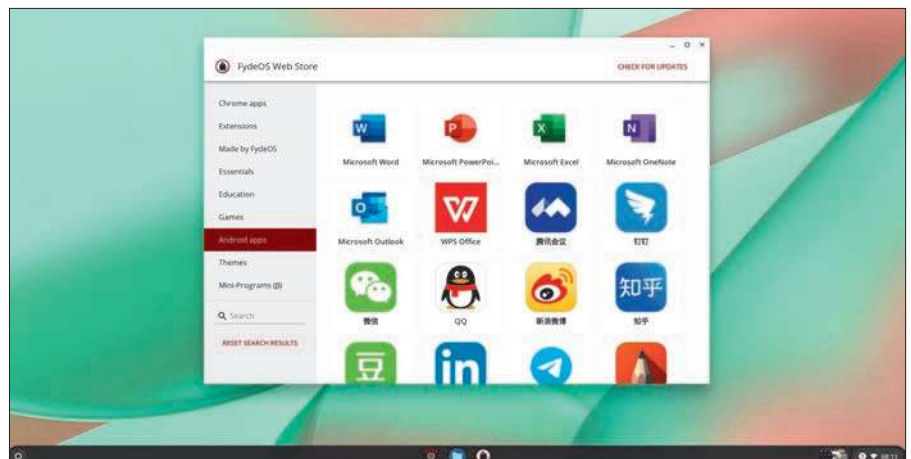 FydeOS Web Store
CHECK FOR UPDATES
Chrome apps
Extensions
Made by FydeOS
Essentials
Education
Games
Android apps
Themes
Mini-Programs (β)
Search
RESET SEARCH RESULTS
W P X N
Microsoft Word Microsoft PowerPoi... Microsoft Excel Microsoft OneNote
O W
Microsoft Outlook WPS Office 腾讯会议 钉钉
知乎
微信 QQ 新浪微博 知乎
豆 in